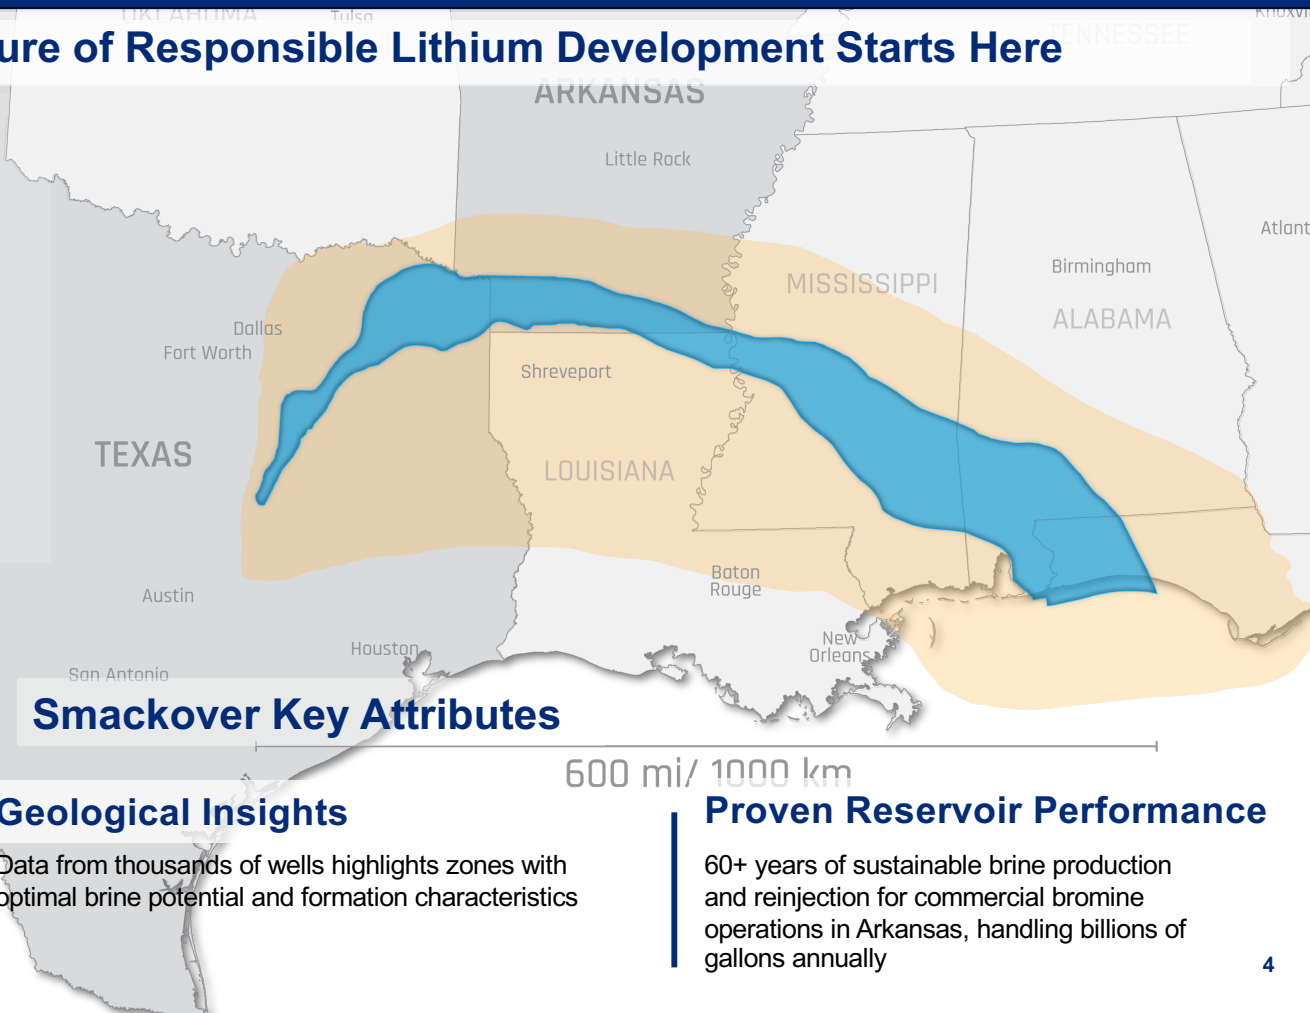 OKLAHOMA
Tulsa
TENNESSEE
ure of Responsible Lithium Development Starts Here
ARKANSAS
Little Rock
Atlant
Birmingham
MISSISSIPPI
ALABAMA
Dallas
Fort Worth
Shreveport
TEXAS
LOUISIANA
Baton
Rouge
Austin
New
Orleans
Houston
San Antonio
Smackover Key Attributes
600 mi/ 1000 km
Geological Insights
Data from thousands of wells highlights zones with
optimal brine potential and formation characteristics
Proven Reservoir Performance
60+ years of sustainable brine production
and reinjection for commercial bromine
operations in Arkansas, handling billions of
gallons annually
4